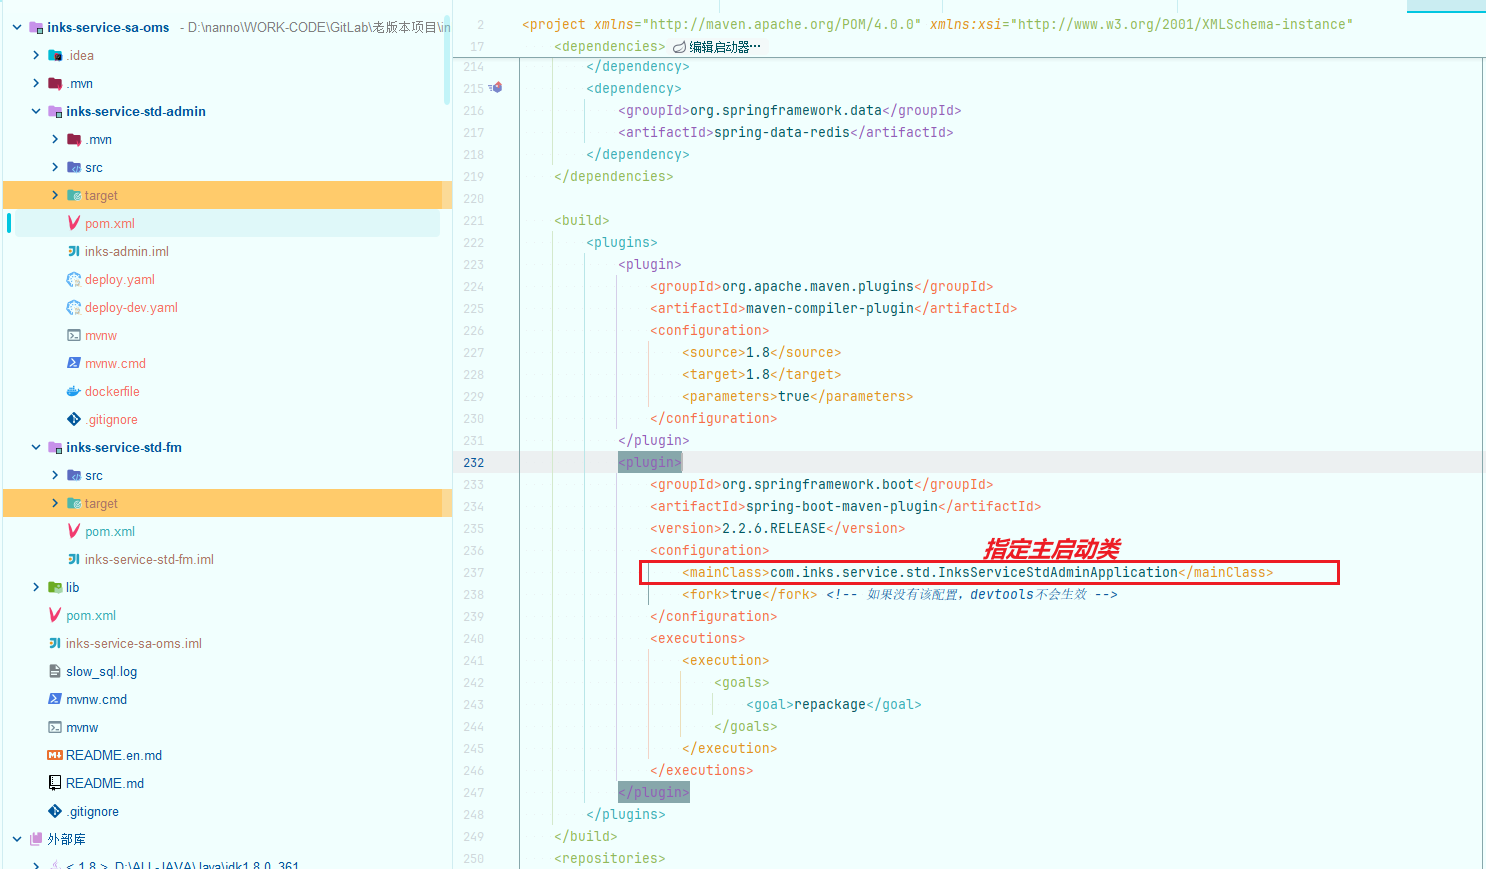 inks-service-sa-oms - D:\nanno\WORK-CODE\GitLab\老版本项目\in
.idea
.mvn
inks-service-std-admin
.mvn
src
target
pom.xml
inks-admin.iml
deploy.yaml
deploy-dev.yaml
mvnw
mvnw.cmd
dockerfile
.gitignore
inks-service-std-fm
src
target
pom.xml
inks-service-std-fm.iml
lib
pom.xml
inks-service-sa-oms.iml
slow_sql.log
mvnw.cmd
mvnw
README.en.md
README.md
.gitignore
外部库
< 1.8 > D:\ALL-JAVA\Java\jdk1.8.0_361
2 <project xmlns="http://maven.apache.org/POM/4.0.0" xmlns:xsi="http://www.w3.org/2001/XMLSchema-instance"
17 <dependencies> 编辑启动器…
214 </dependency>
215 <dependency>
216 <groupId>org.springframework.data</groupId>
217 <artifactId>spring-data-redis</artifactId>
218 </dependency>
219 </dependencies>
220
221 <build>
222 <plugins>
223 <plugin>
224 <groupId>org.apache.maven.plugins</groupId>
225 <artifactId>maven-compiler-plugin</artifactId>
226 <configuration>
227 <source>1.8</source>
228 <target>1.8</target>
229 <parameters>true</parameters>
230 </configuration>
231 </plugin>
232 <plugin>
233 <groupId>org.springframework.boot</groupId>
234 <artifactId>spring-boot-maven-plugin</artifactId>
235 <version>2.2.6.RELEASE</version>
236 <configuration>
指定主启动类
237 <mainClass>com.inks.service.std.InksServiceStdAdminApplication</mainClass>
238 <fork>true</fork> <!-- 如果没有该配置，devtools不会生效 -->
239 </configuration>
240 <executions>
241 <execution>
242 <goals>
243 <goal>repackage</goal>
244 </goals>
245 </execution>
246 </executions>
247 </plugin>
248 </plugins>
249 </build>
250 <repositories>